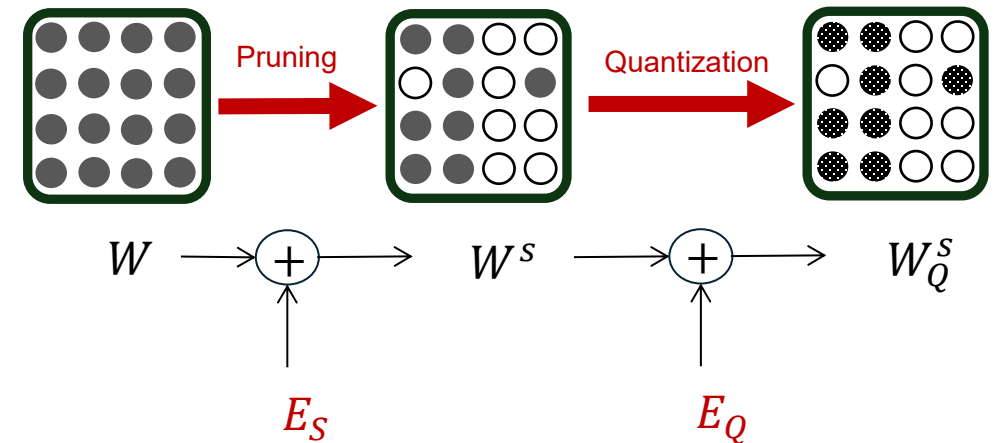 Pruning
Quantization
W + W^s + W_Q^s
E_S E_Q